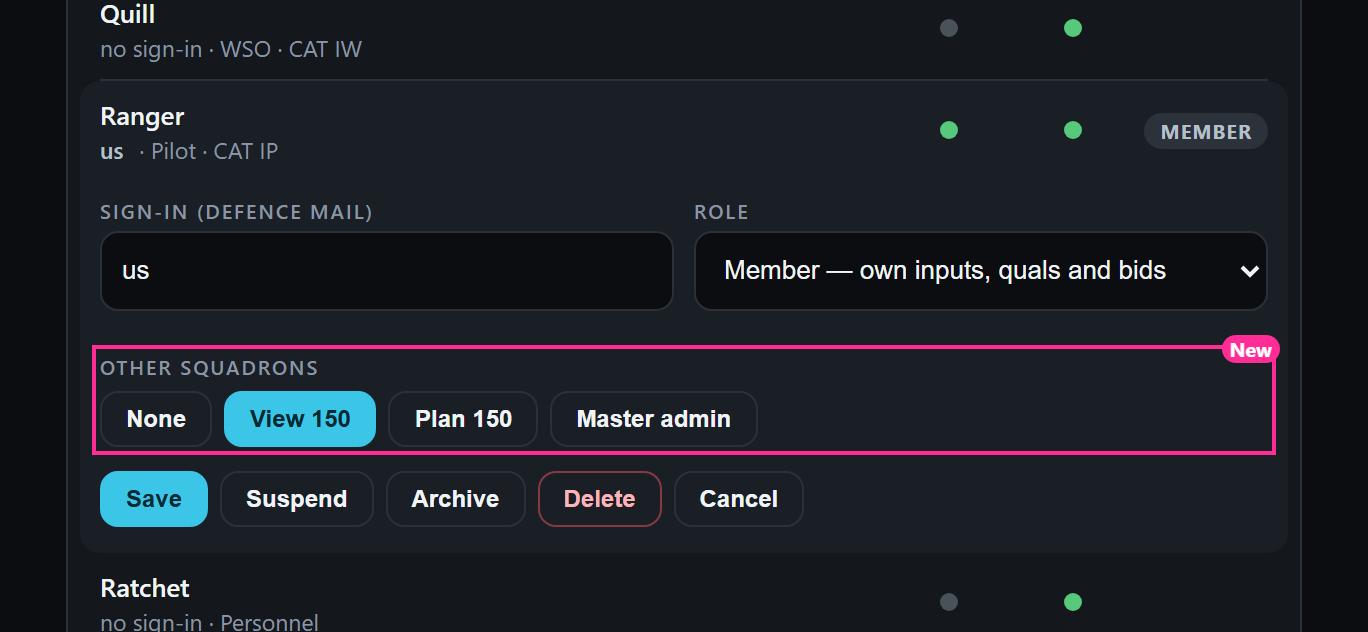 Quill
no sign-in · WSO · CAT IW
Ranger
us · Pilot · CAT IP
MEMBER
SIGN-IN (DEFENCE MAIL)
ROLE
us
Member — own inputs, quals and bids
New
OTHER SQUADRONS
None
View 150
Plan 150
Master admin
Save
Suspend
Archive
Delete
Cancel
Ratchet
no sign-in · Personnel